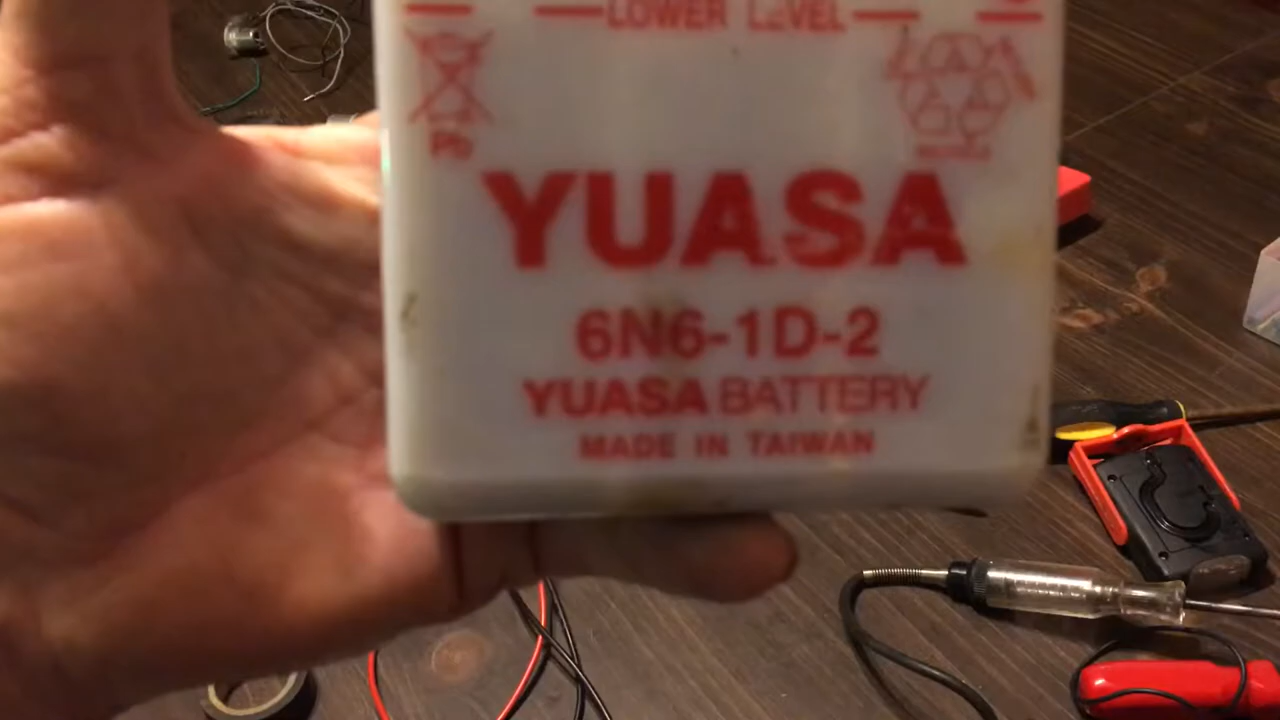 LOWER LEVEL
Pb
YUASA
6N6-1D-2
YUASA BATTERY
MADE IN TAIWAN